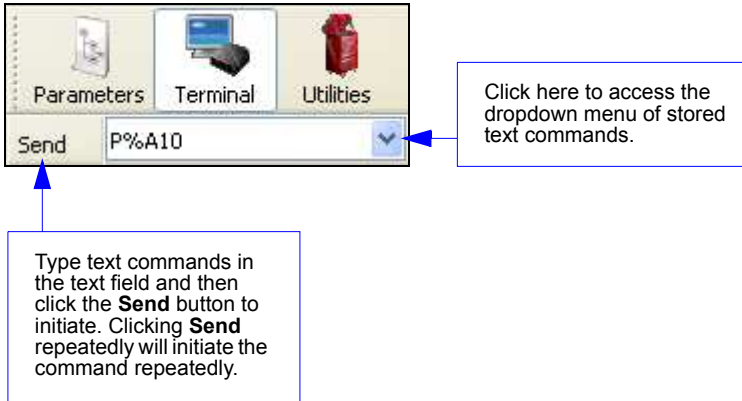 Parameters Terminal Utilities
Send P%A10
Click here to access the
dropdown menu of stored
text commands.
Type text commands in
the text field and then
click the Send button to
initiate. Clicking Send
repeatedly will initiate the
command repeatedly.